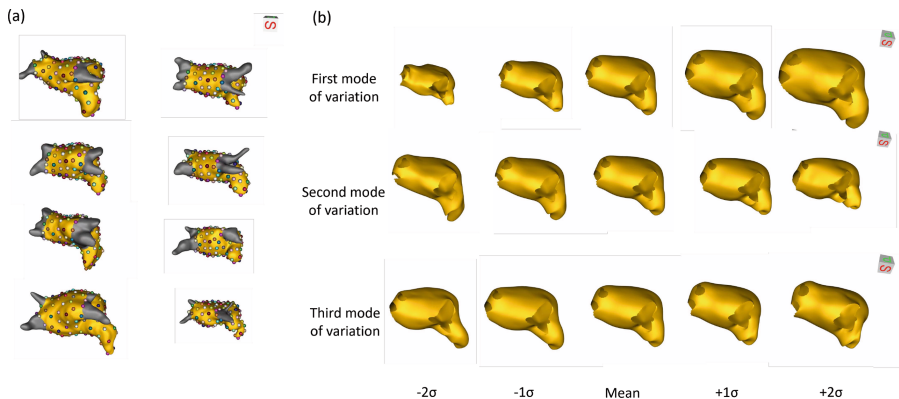 (a)
(b)
S
S
First mode
of variation
S
Second mode
of variation
S
Third mode
of variation
-2σ -1σ Mean +1σ +2σ